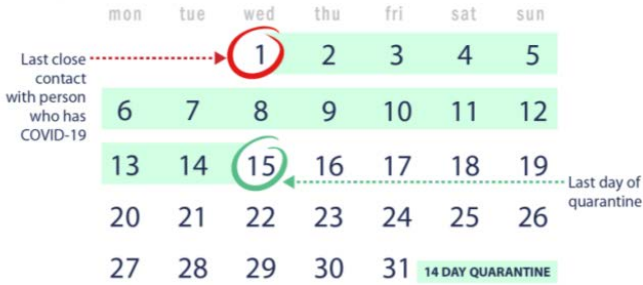 mon tue wed thu fri sat sun
Last close
contact
with person
who has
COVID-19
1 2 3 4 5
6 7 8 9 10 11 12
13 14 15 16 17 18 19
Last day of
quarantine
20 21 22 23 24 25 26
27 28 29 30 31 14 DAY QUARANTINE